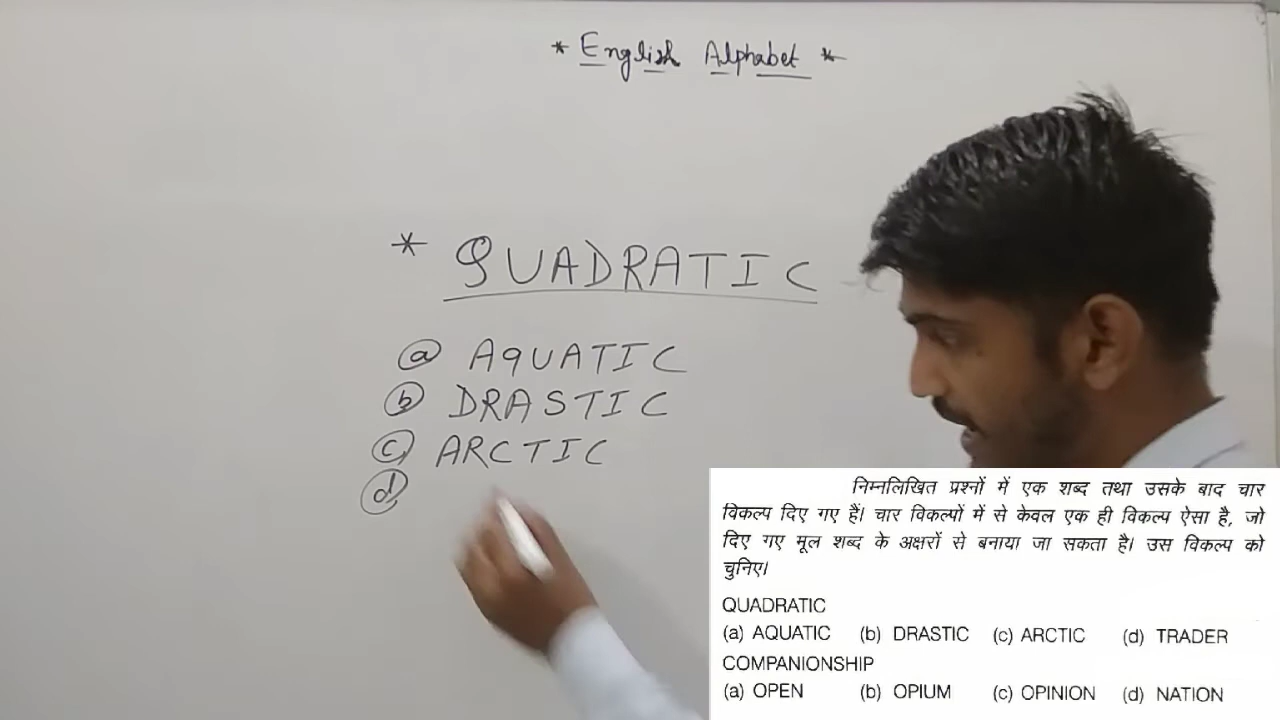 * English Alphabet *
* QUADRATIC
(a) AqUATIC
(b) DRASTIC
(c) ARCTIC
(d)
निम्नलिखित प्रश्नों में एक शब्द तथा उसके बाद चार
विकल्प दिए गए हैं। चार विकल्पों में से केवल एक ही विकल्प ऐसा है, जो
दिए गए मूल शब्द के अक्षरों से बनाया जा सकता है। उस विकल्प को
चुनिए।
QUADRATIC
(a) AQUATIC (b) DRASTIC (c) ARCTIC (d) TRADER
COMPANIONSHIP
(a) OPEN (b) OPIUM (c) OPINION (d) NATION